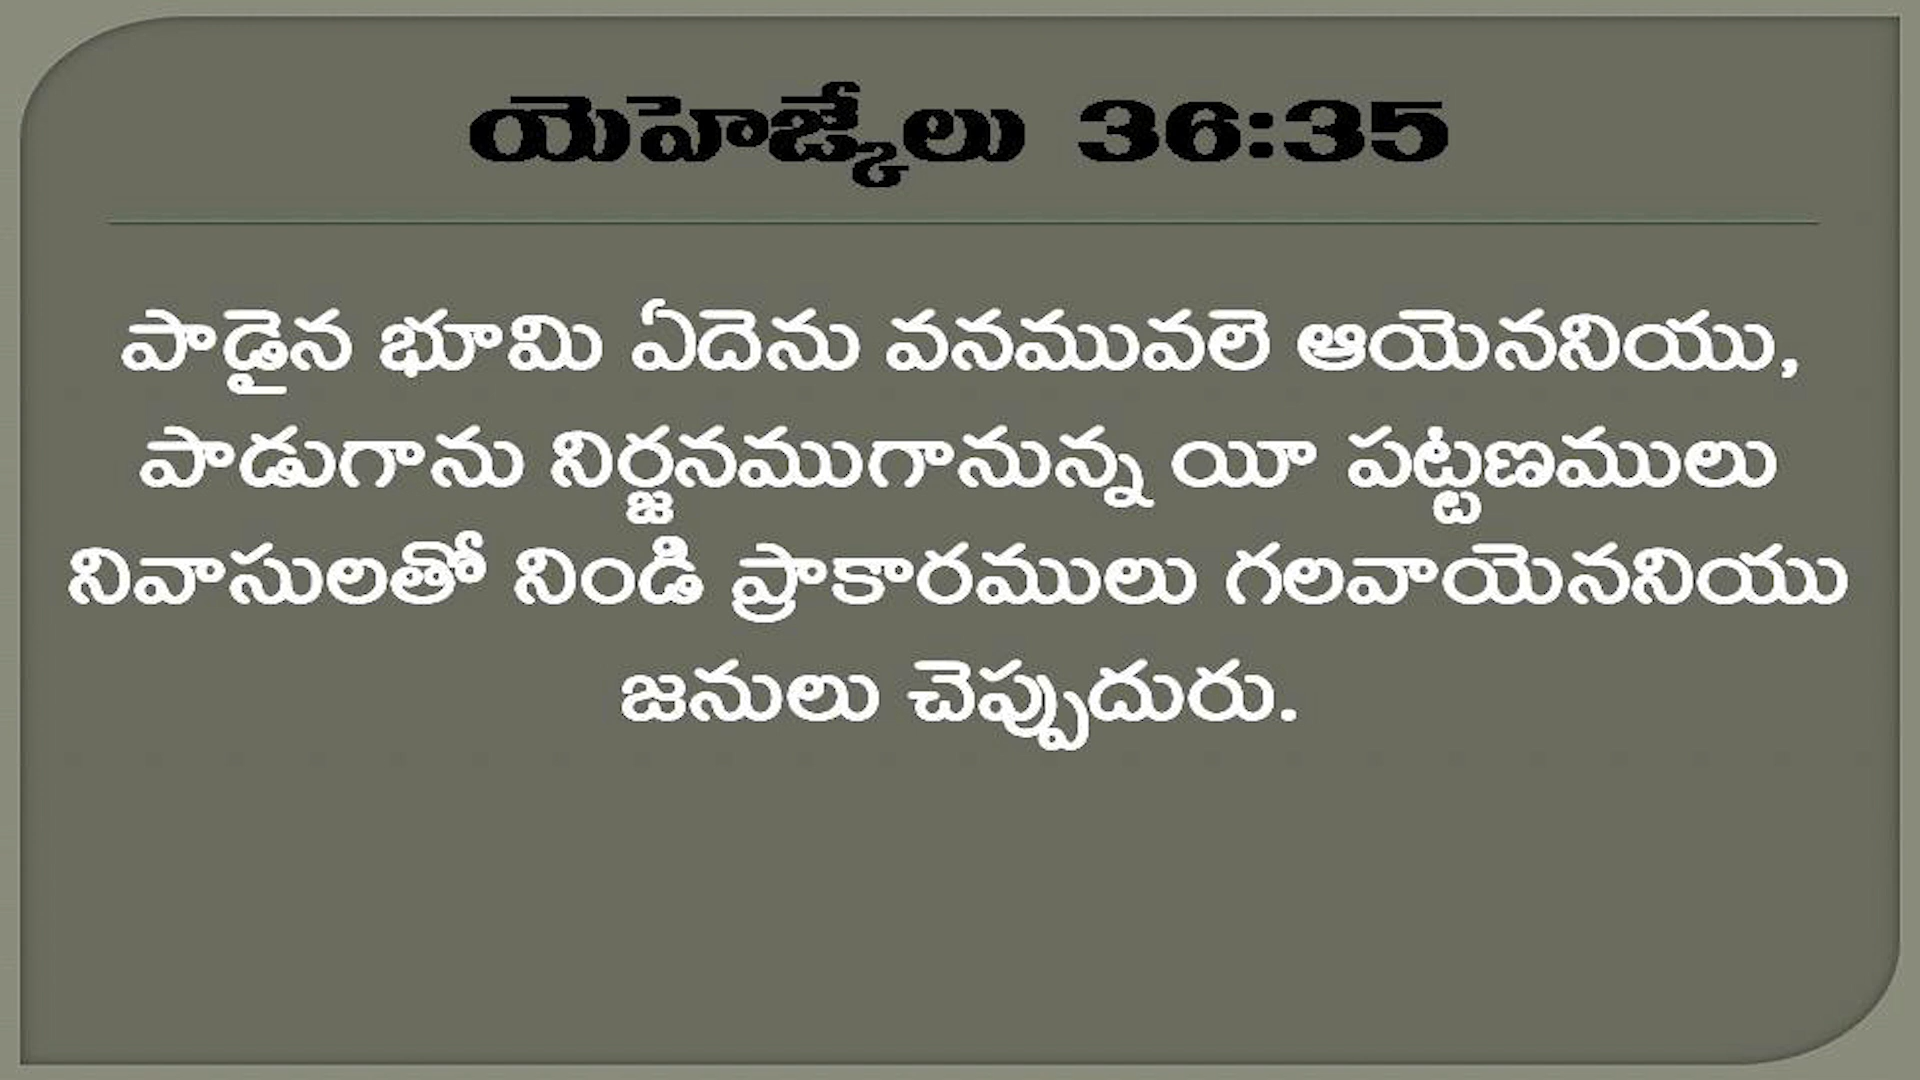 యెహెజ్కేలు 36:35
పాడైన భూమి ఏదెను వనమువలె ఆయెననియు,
పాడుగాను నిర్జనముగానున్న యీ పట్టణములు
నివాసులతో నిండి ప్రాకారములు గలవాయెననియు
జనులు చెప్పుదురు.